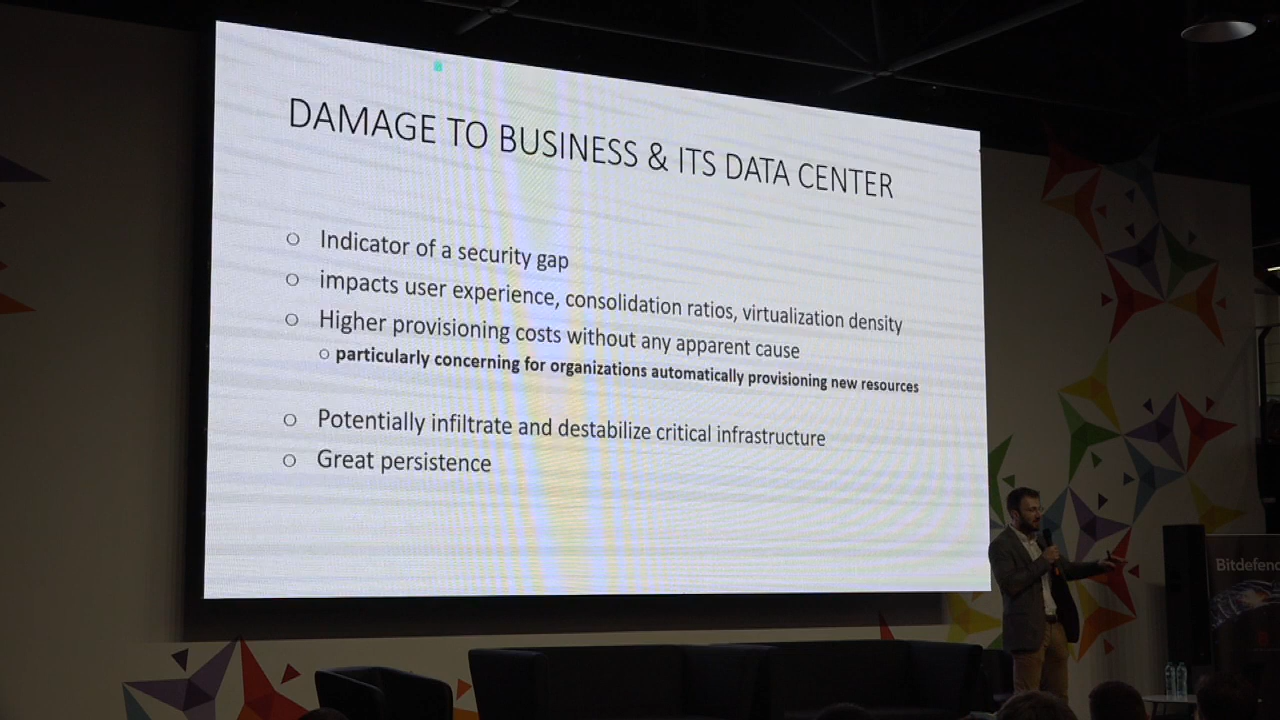 DAMAGE TO BUSINESS & ITS DATA CENTER
Indicator of a security gap
impacts user experience, consolidation ratios, virtualization density
Higher provisioning costs without any apparent cause
particularly concerning for organizations automatically provisioning new resources
Potentially infiltrate and destabilize critical infrastructure
Great persistence
Bitdefend